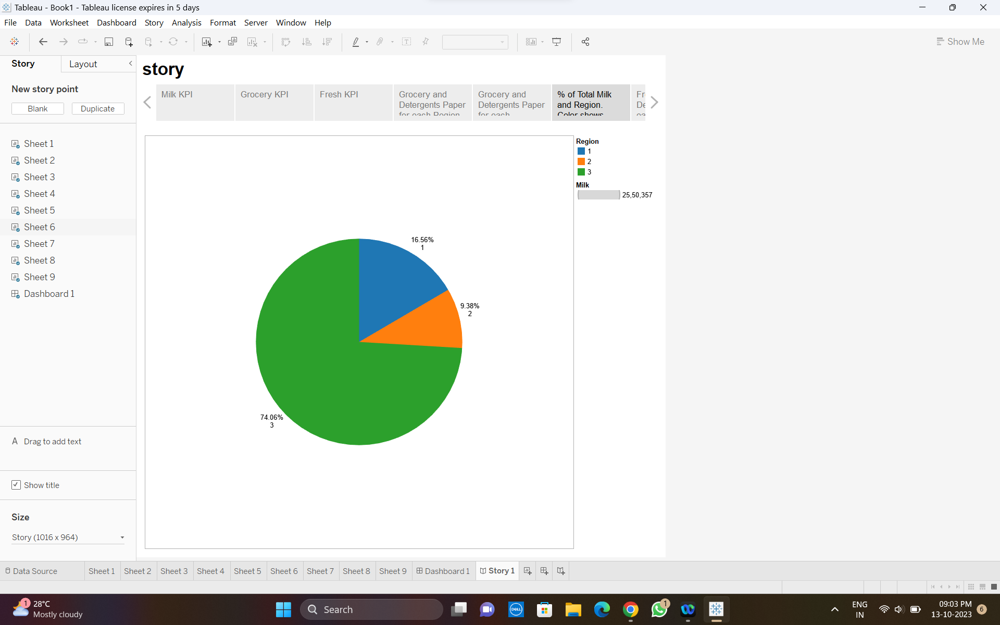 Tableau - Book1 - Tableau license expires in 5 days
File Data Worksheet Dashboard Story Analysis Format Server Window Help
Show Me
Story Layout
New story point
Blank Duplicate
Sheet 1
Sheet 2
Sheet 3
Sheet 4
Sheet 5
Sheet 6
Sheet 7
Sheet 8
Sheet 9
Dashboard 1
A Drag to add text
Show title
Size
Story (1016 x 964)
story
Milk KPI
Grocery KPI
Fresh KPI
Grocery and
Detergents Paper
for each Region
Grocery and
Detergents Paper
for each
% of Total Milk
and Region.
Color shows
Fr
De
Region
1
2
3
Milk
25,50,357
16.56%
1
9.38%
2
74.06%
3
Data Source Sheet 1 Sheet 2 Sheet 3 Sheet 4 Sheet 5 Sheet 6 Sheet 7 Sheet 8 Sheet 9 Dashboard 1 Story 1
1
28°C
Mostly cloudy
Search
DELL
1
ENG
IN
09:03 PM
13-10-2023
6